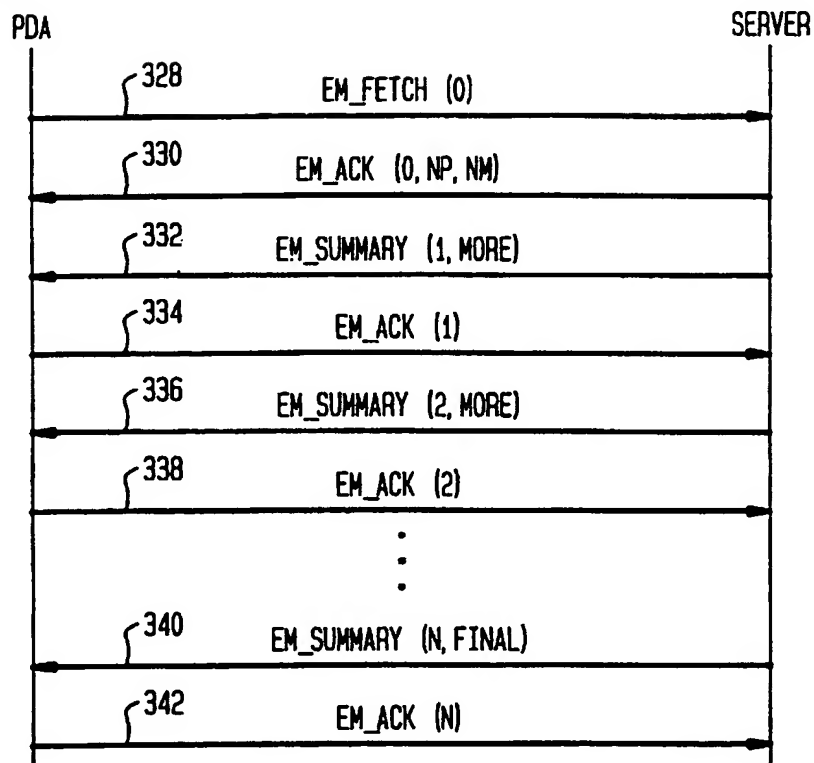 PDA SERVER
328 EM_FETCH (0)
330 EM_ACK (0, NP, NM)
332 EM_SUMMARY (1, MORE)
334 EM_ACK (1)
336 EM_SUMMARY (2, MORE)
338 EM_ACK (2)
340 EM_SUMMARY (N, FINAL)
342 EM_ACK (N)